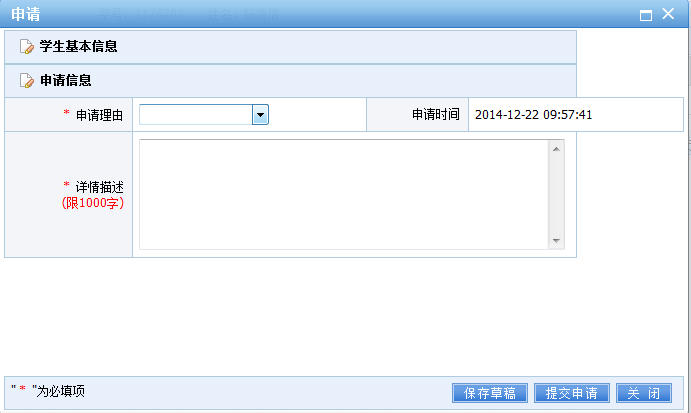 申请
学生基本信息
申请信息
* 申请理由
申请时间
2014-12-22 09:57:41
* 详情描述
(限1000字)
" * "为必填项
保存草稿
提交申请
关 闭